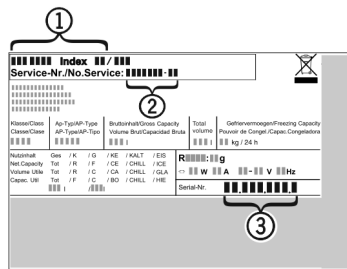 1
Index /
Service-Nr./No.Service: -
2
Klasse/Class Ap-Typ/AP-Type Bruttoinhalt/Gross Capacity Total Gefriervermoegen/Freezing Capacity
Classe/Clase AP-Type/AP-Tipo Volume Brut/Capacidad Bruta volume Pouvoir de Congel./Capac.Congeladora
l l kg / 24 h
Nutzinhalt Ges / K / G / KE / KALT / EIS
Net.Capacity Tot / R / F / CE / CHILL / ICE
Volume Utile Tot / R / C / CA / CHILL / GLA
Capac. Util Tot / F / C / BO / CHILL / HIE
l / l
R : g
W A - V Hz
Serial-Nr.
3